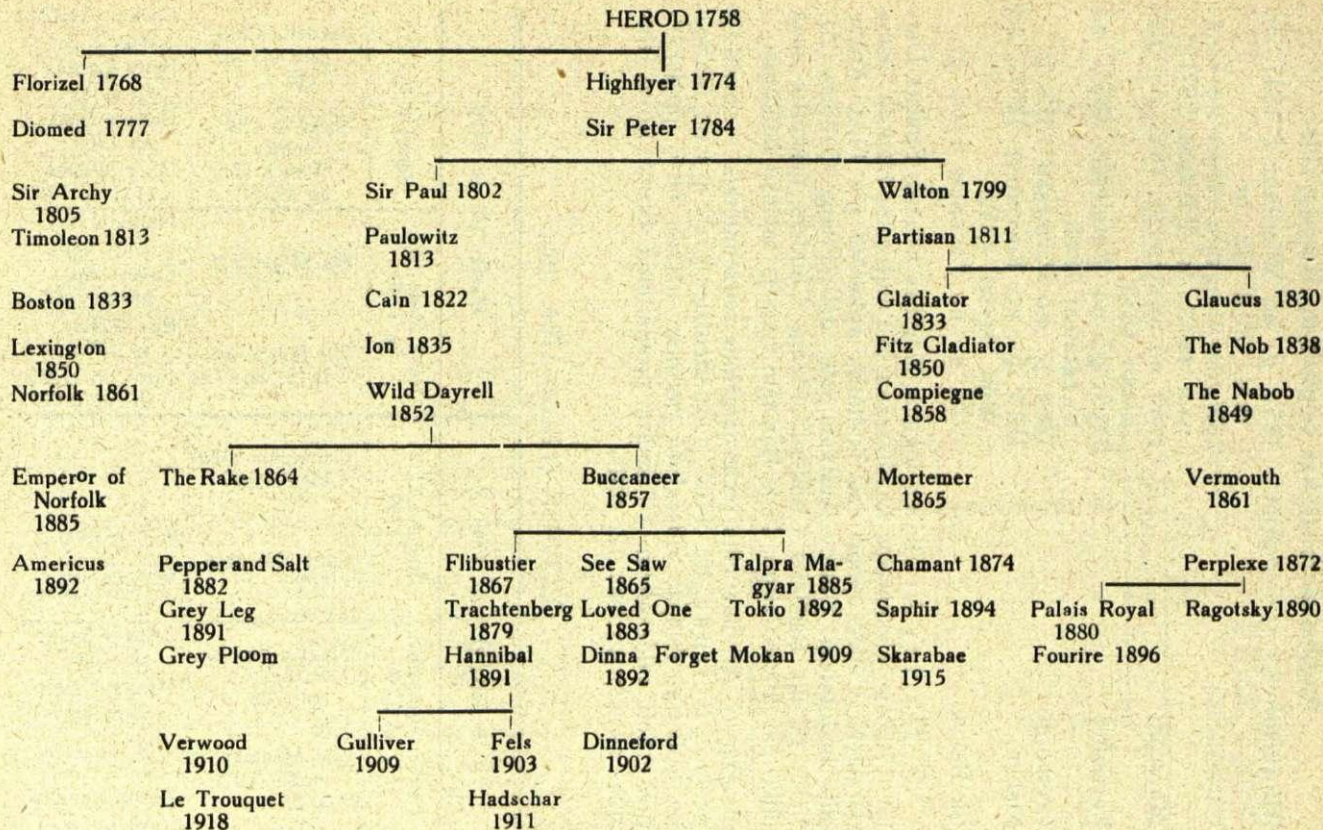 HEROD 1758
Florizel 1768 Highflyer 1774
Diomed 1777 Sir Peter 1784
Sir Archy Sir Paul 1802 Walton 1799
1805
Timoleon 1813 Paulowitz Partisan 1811
1813
Boston 1833 Cain 1822 Gladiator Glaucus 1830
1833
Lexington Ion 1835 Fitz Gladiator The Nob 1838
1850 1850
Norfolk 1861 Wild Dayrell Compiegne The Nabob
1852 1858 1849
Emperor of The Rake 1864 Buccaneer Mortemer Vermouth
Norfolk 1857 1865 1861
1885
Americus Pepper and Salt Flibustier See Saw Talpra Ma- Chamant 1874 Perplexe 1872
1892 1882 1867 1865 gyar 1885
Grey Leg Trachtenberg Loved One Tokio 1892 Saphir 1894 Palais Royal Ragotsky 1890
1891 1879 1883 1880
Grey Ploom Hannibal Dinna Forget Mokan 1909 Skarabae Fourire 1896
1891 1892 1915
Verwood Gulliver Fels Dinneford
1910 1909 1903 1902
Le Trouquet Hadschar
1918 1911